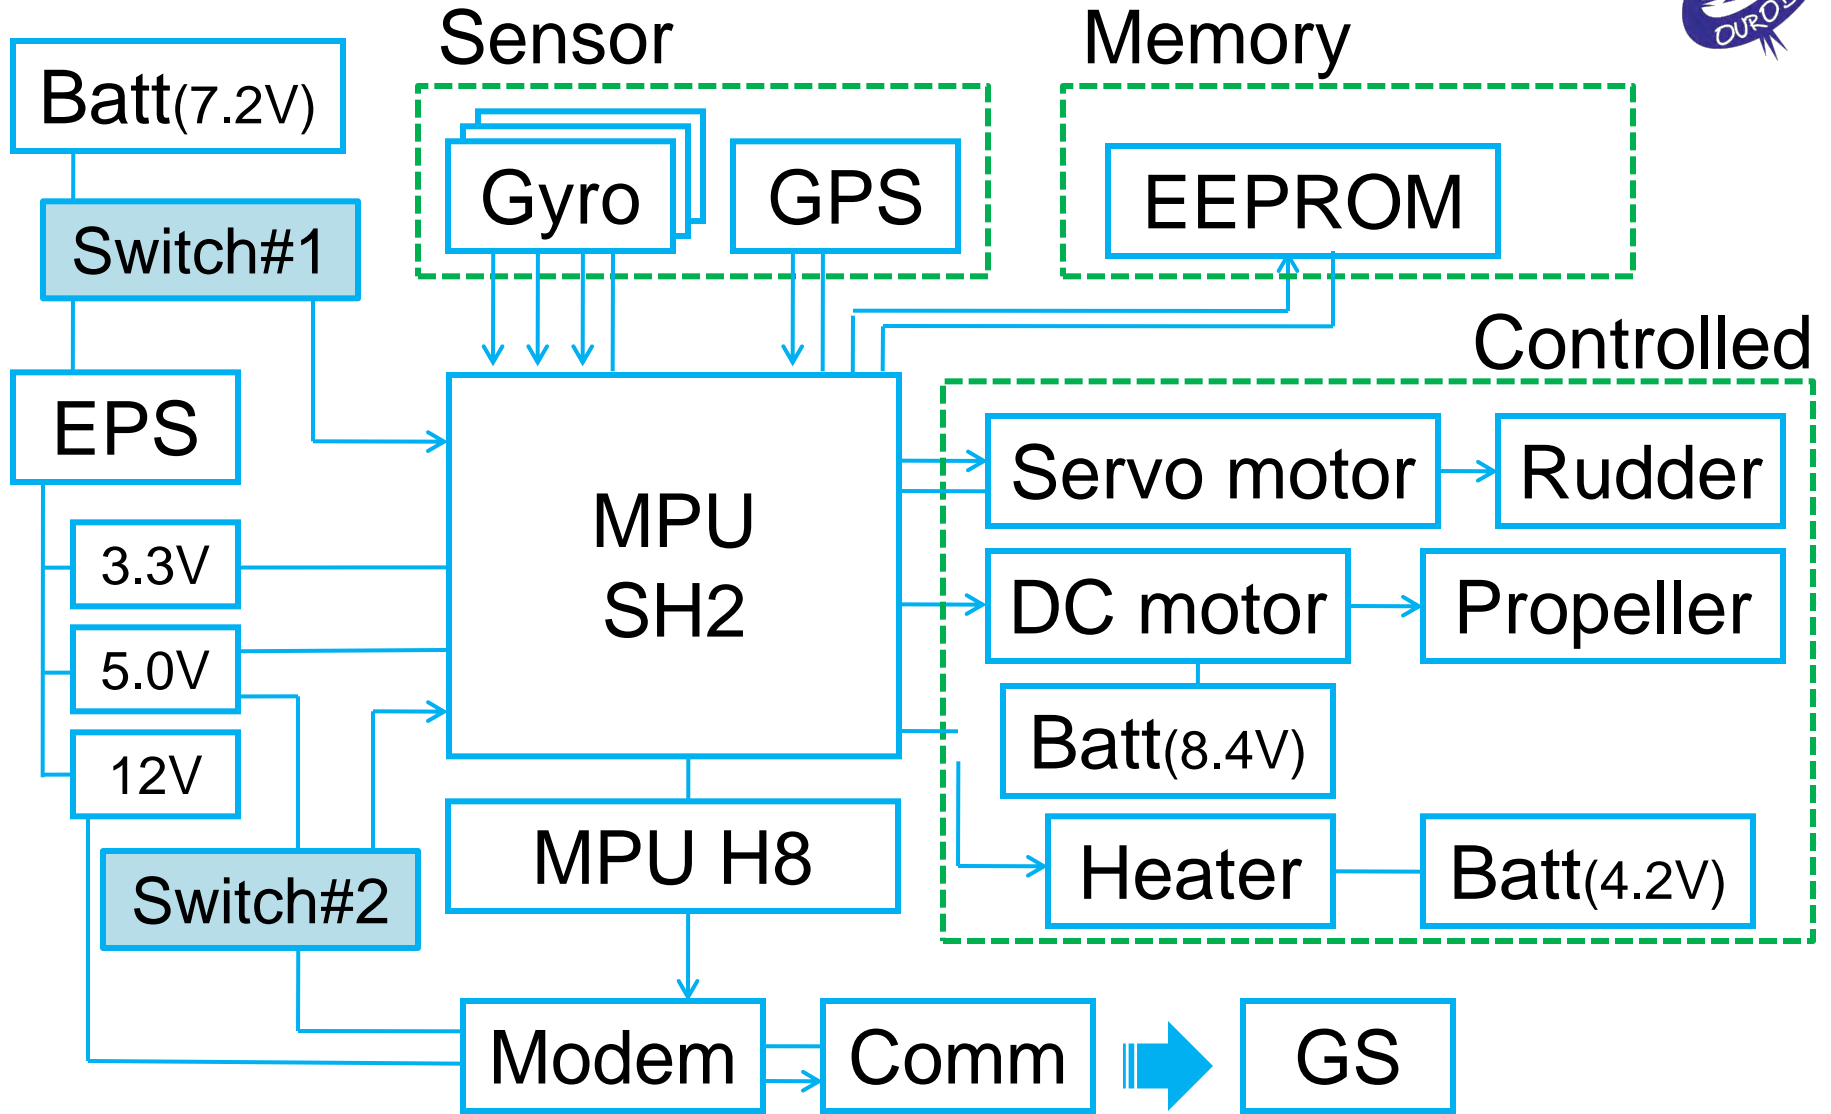 Sensor
Memory
Batt(7.2V)
Gyro
GPS
EEPROM
Switch#1
Controlled
EPS
MPU
SH2
Servo motor
Rudder
3.3V
DC motor
Propeller
5.0V
Batt(8.4V)
12V
MPU H8
Heater
Batt(4.2V)
Switch#2
Modem
Comm
GS